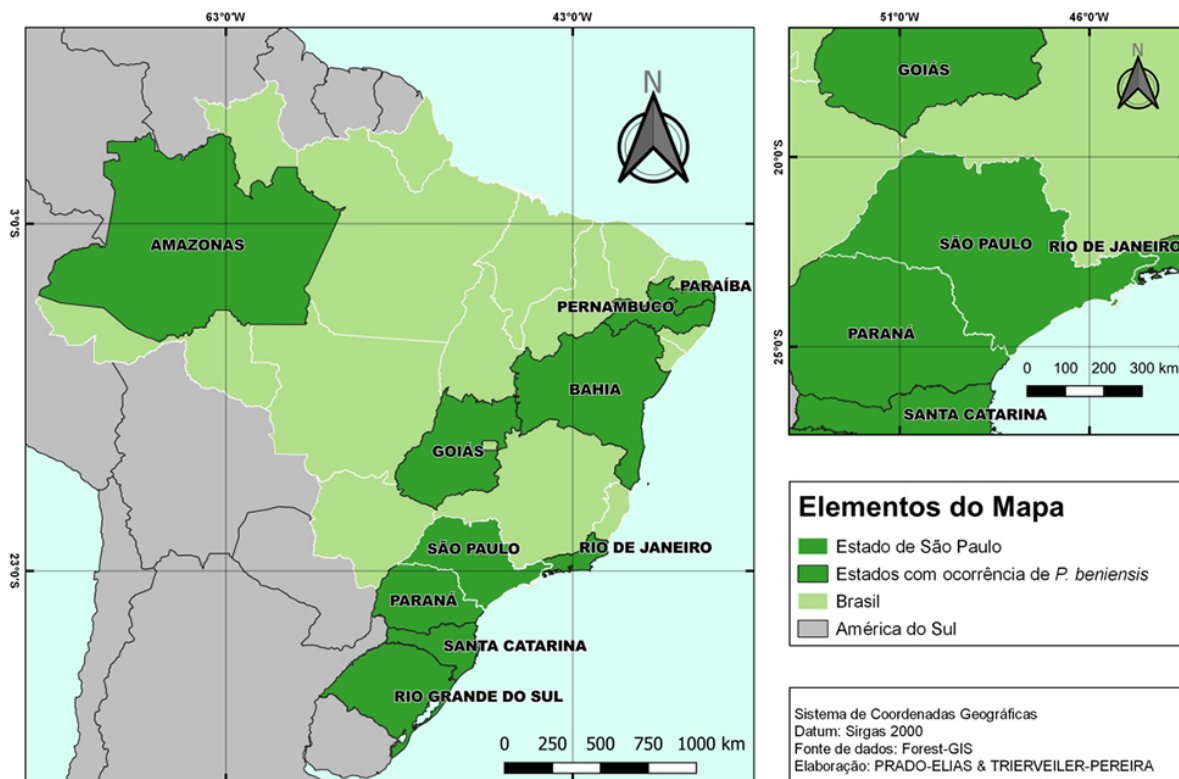 63°0'W
43°0'W
3°0'S
23°0'S
N
AMAZONAS
PARAÍBA
PERNAMBUCO
BAHIA
GOIÁS
SÃO PAULO
RIO DE JANEIRO
PARANÁ
SANTA CATARINA
RIO GRANDE DO SUL
0 250 500 750 1000 km
51°0'W
46°0'W
20°0'S
25°0'S
N
GOIÁS
SÃO PAULO
RIO DE JANEIRO
PARANÁ
SANTA CATARINA
0 100 200 300 km
Elementos do Mapa
Estado de São Paulo
Estados com ocorrência de P. beniensis
Brasil
América do Sul
Sistema de Coordenadas Geográficas
Datum: Sirgas 2000
Fonte de dados: Forest-GIS
Elaboração: PRADO-ELIAS & TRIERVEILER-PEREIRA